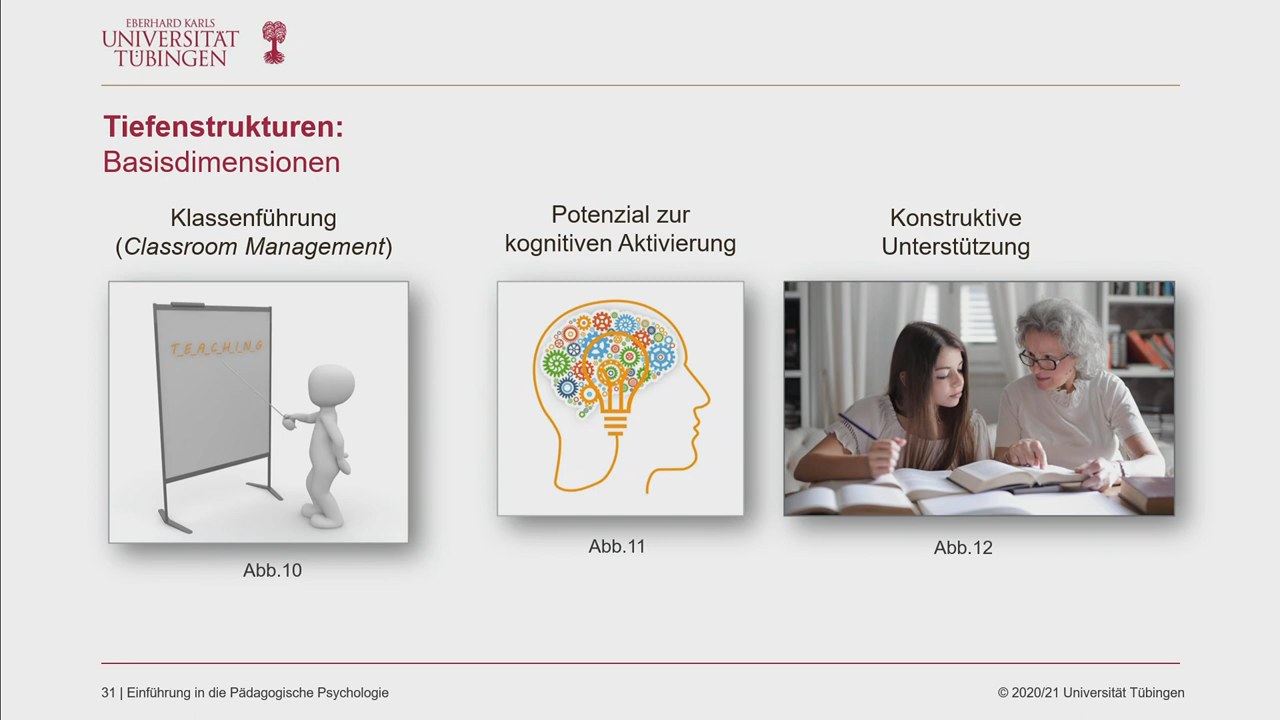 EBERHARD KARLS
UNIVERSITÄT
TÜBINGEN
Tiefenstrukturen:
Basisdimensionen
Klassenführung
(Classroom Management)
Potenzial zur
kognitiven Aktivierung
Konstruktive
Unterstützung
TEACHING
Abb.10
Abb.11
Abb.12
31 | Einführung in die Pädagogische Psychologie
© 2020/21 Universität Tübingen